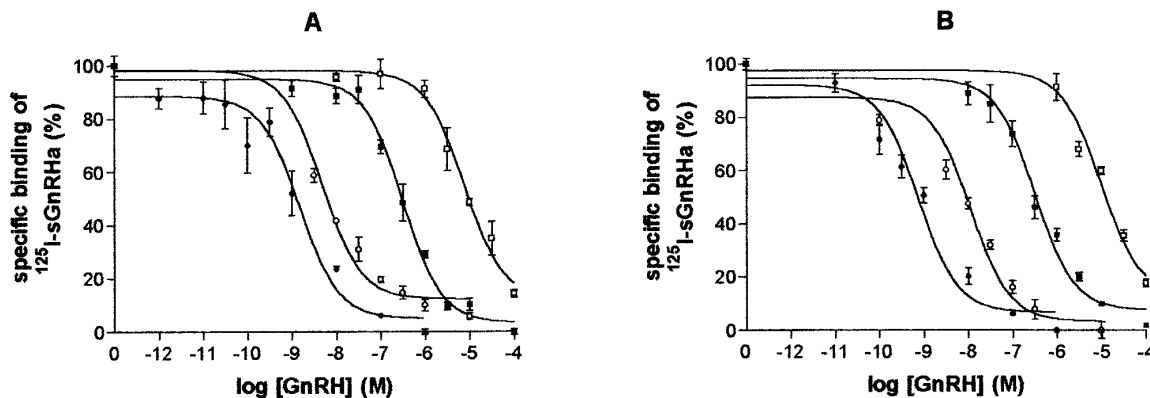 A
specific binding of
¹²⁵I-sGnRHa (%)
100
80
60
40
20
0
0 -12 -11 -10 -9 -8 -7 -6 -5 -4
log [GnRH] (M)
B
specific binding of
¹²⁵I-sGnRHa (%)
100
80
60
40
20
0
0 -12 -11 -10 -9 -8 -7 -6 -5 -4
log [GnRH] (M)